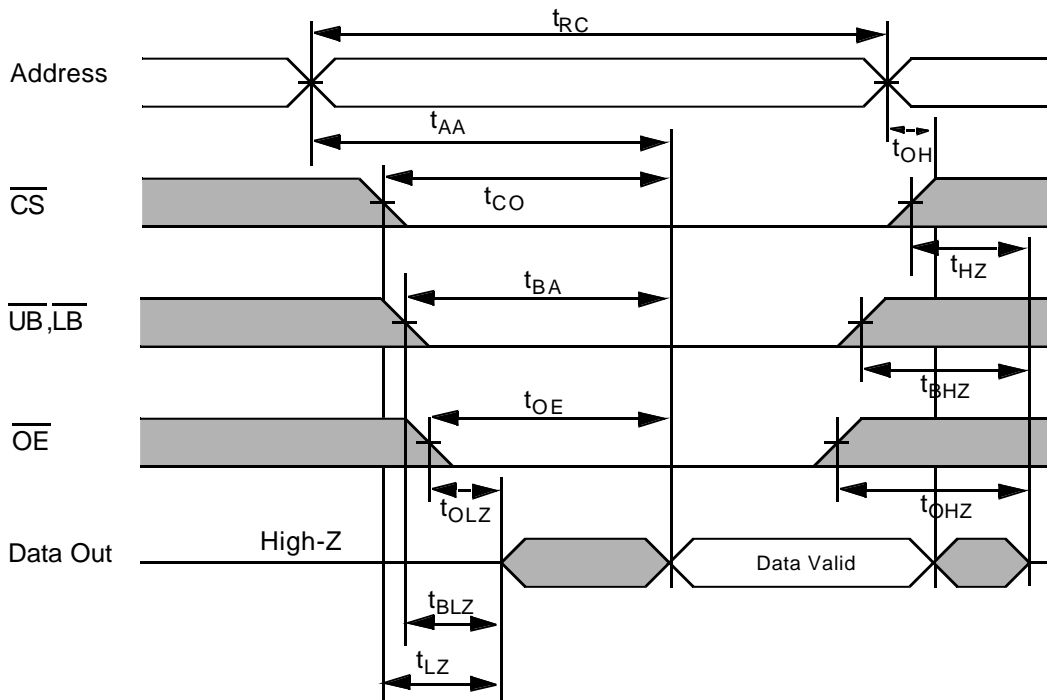 tRC
Address
tAA
tOH
CS
tCO
tHZ
tBA
UB,LB
tBHZ
tOE
OE
tOLZ
tOHZ
High-Z
Data Out
Data Valid
tBLZ
tLZ